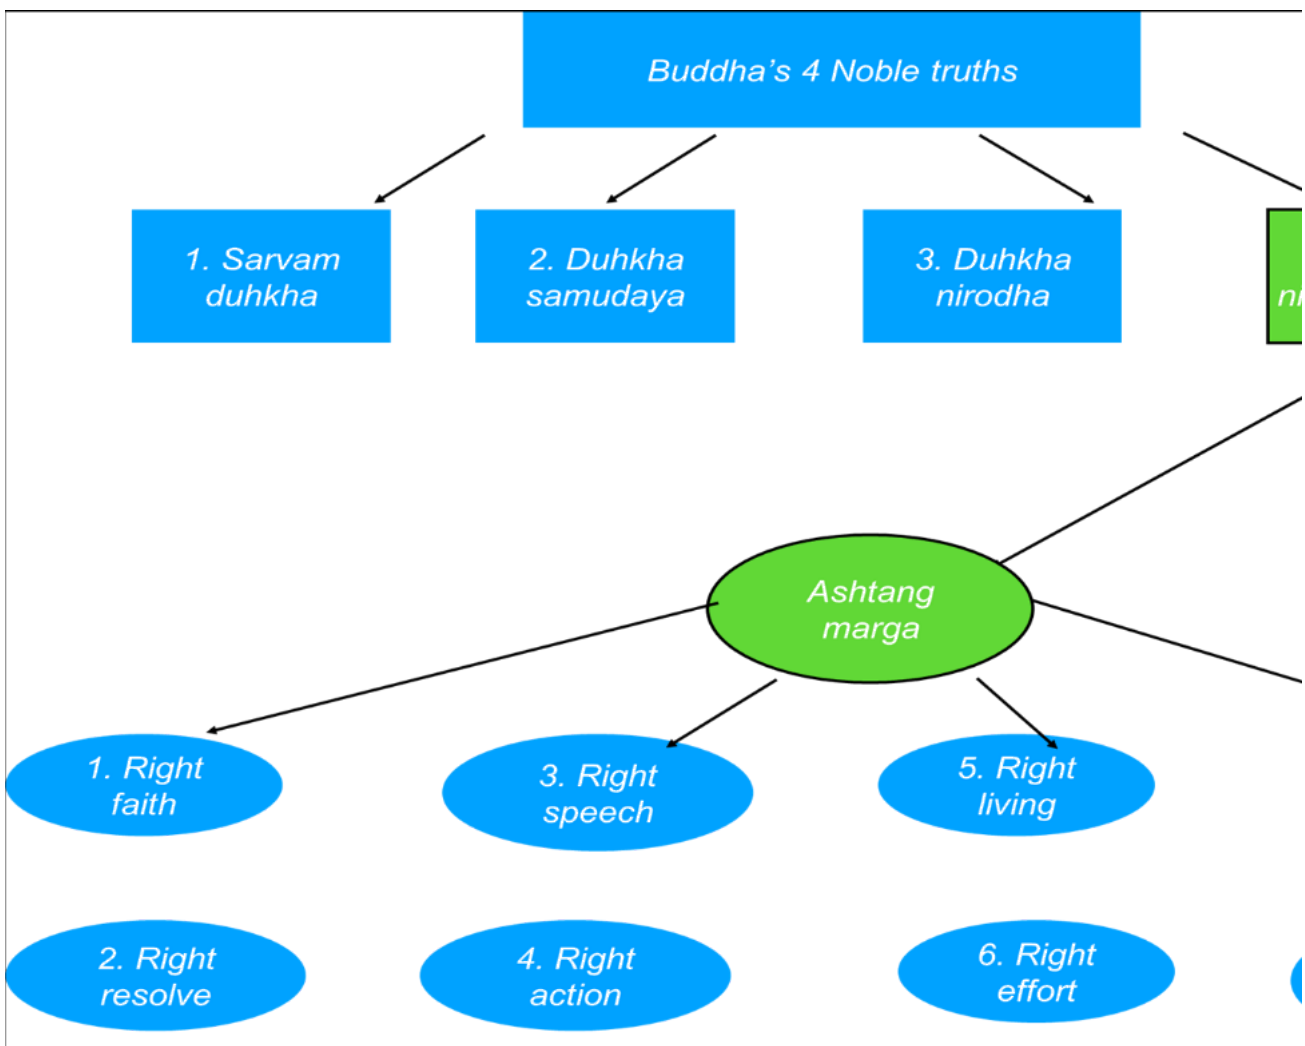 Buddha's 4 Noble truths
1. Sarvam
duhkha
2. Duhkha
samudaya
3. Duhkha
nirodha
Ashtang
marga
1. Right
faith
3. Right
speech
5. Right
living
2. Right
resolve
4. Right
action
6. Right
effort